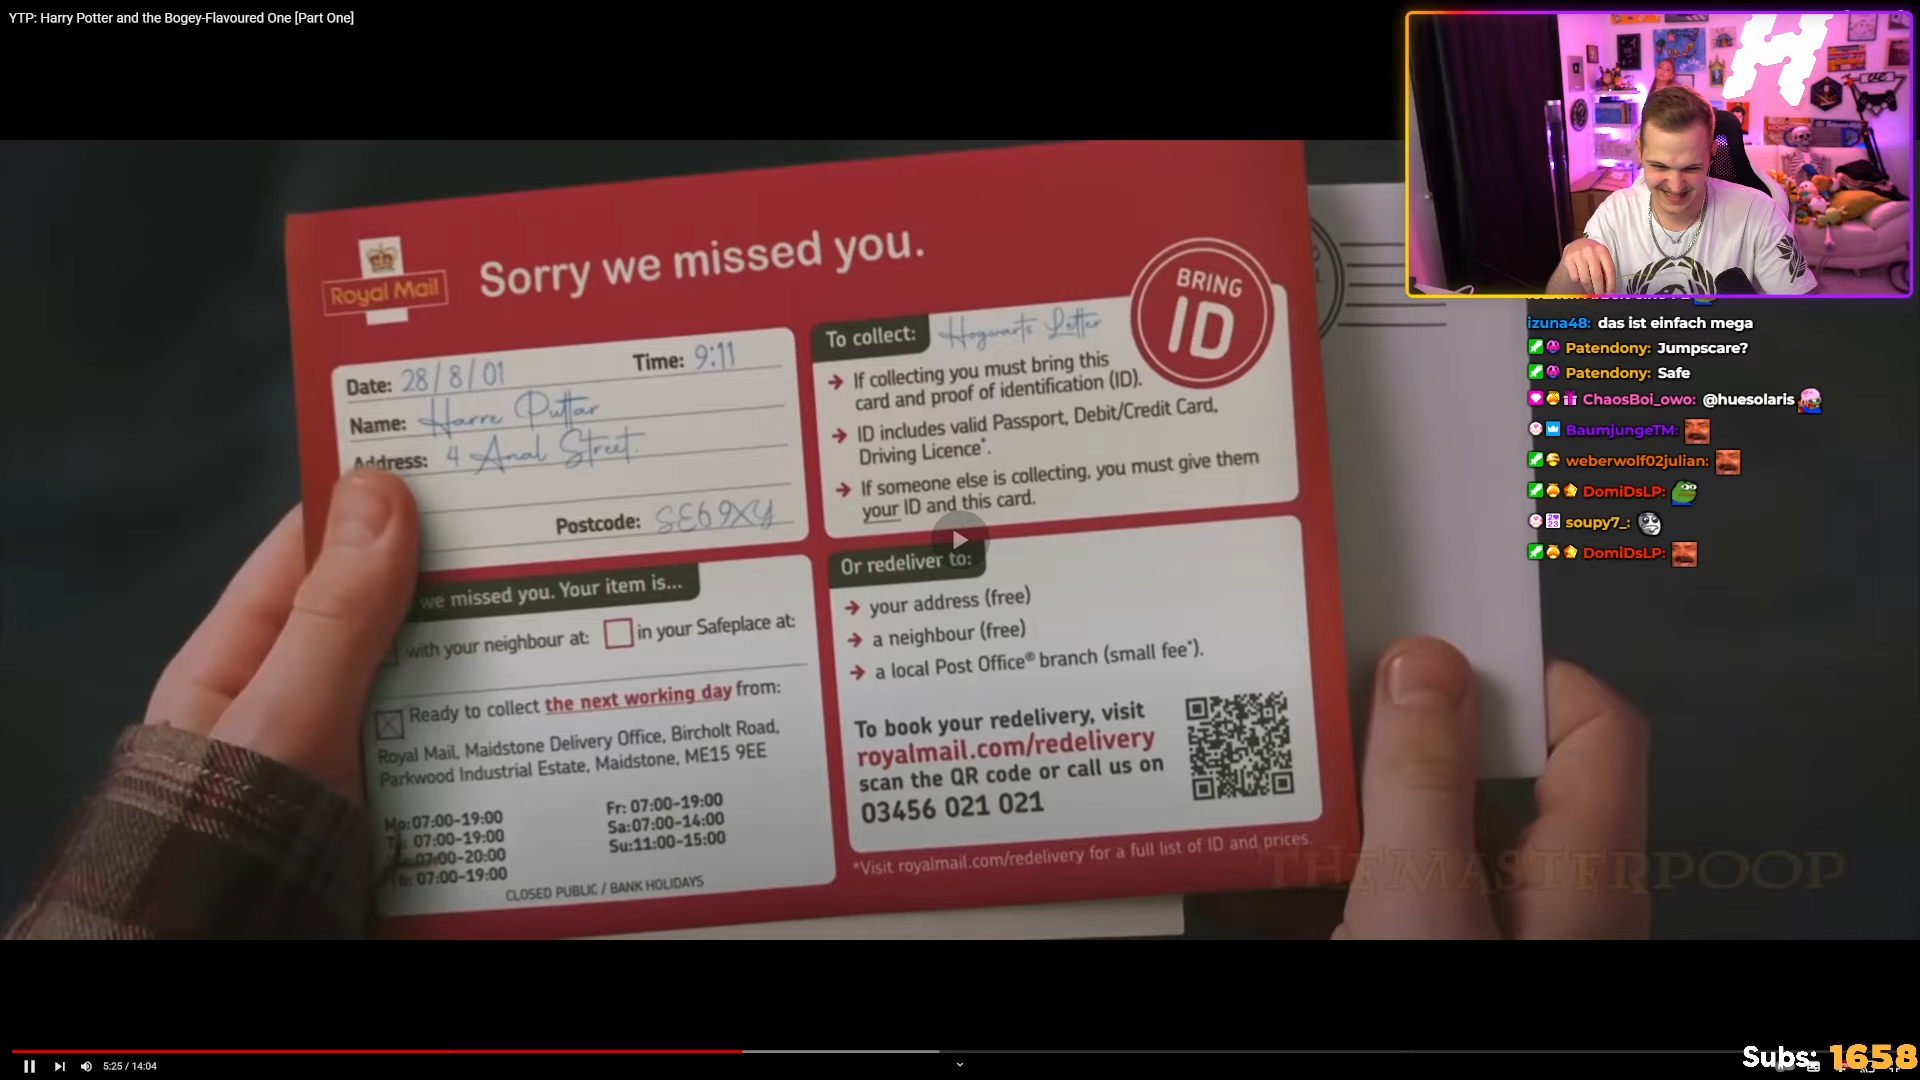 YTP: Harry Potter and the Bogey-Flavoured One [Part One]
Royal Mail
Sorry we missed you.
BRING
ID
Date: 28/8/01 Time: 9:11
Name: Harre Puttar
Address: 4 Anal Street.
Postcode: SE6 9XY
we missed you. Your item is...
with your neighbour at: in your Safeplace at:
Ready to collect the next working day from:
Royal Mail, Maidstone Delivery Office, Bircholt Road,
Parkwood Industrial Estate, Maidstone, ME15 9EE
Mo: 07:00-19:00
07:00-19:00
07:00-20:00
07:00-19:00
Fr: 07:00-19:00
Sa: 07:00-14:00
Su: 11:00-15:00
CLOSED PUBLIC / BANK HOLIDAYS
To collect: Hogwarts Letter
If collecting you must bring this
card and proof of identification (ID).
ID includes valid Passport, Debit/Credit Card,
Driving Licence*.
If someone else is collecting, you must give them
your ID and this card.
Or redeliver to:
your address (free)
a neighbour (free)
a local Post Office® branch (small fee*).
To book your redelivery, visit
royalmail.com/redelivery
scan the QR code or call us on
03456 021 021
*Visit royalmail.com/redelivery for a full list of ID and prices.
THEMASTERPOOP
izuna48: das ist einfach mega
Patendony: Jumpscare?
Patendony: Safe
ChaosBoi_owo: @huesolaris
BaumjungeTM:
weberwolf02julian:
DomiDsLP:
soupy7_:
DomiDsLP:
5:25 / 14:04
Subs: 1658